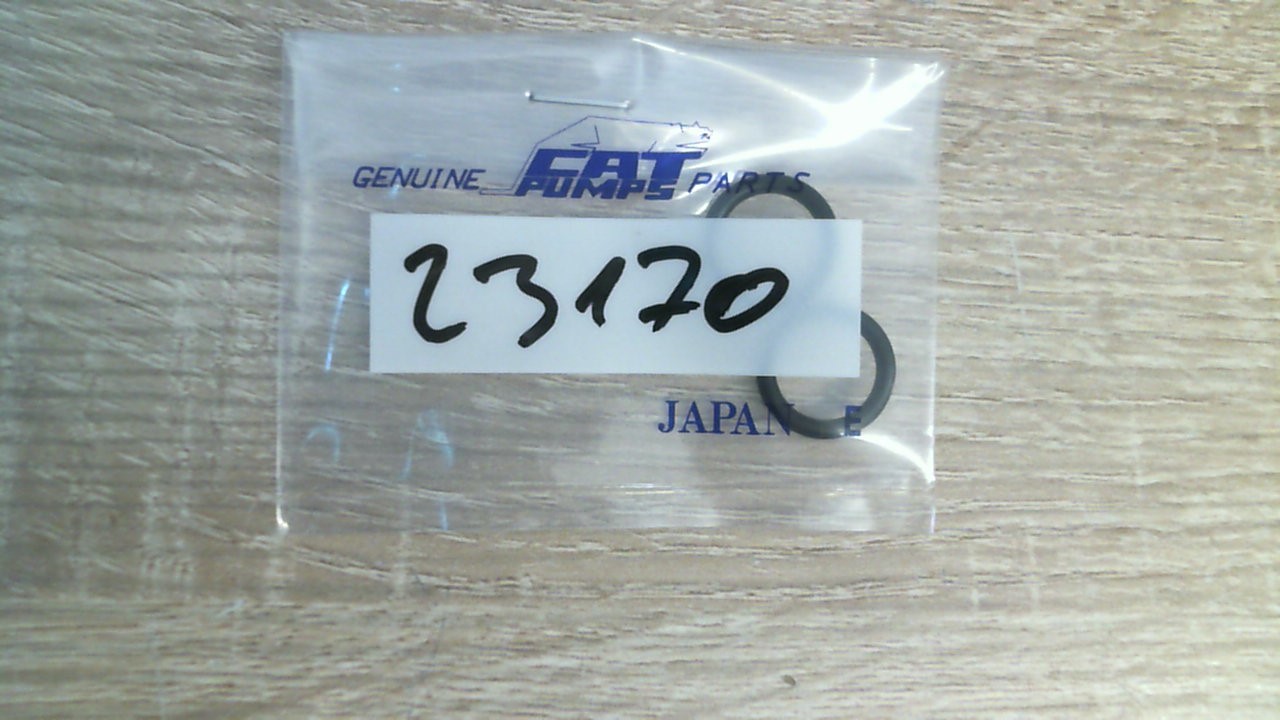 GENUINE CAT PUMPS PARTS
23170
JAPAN E